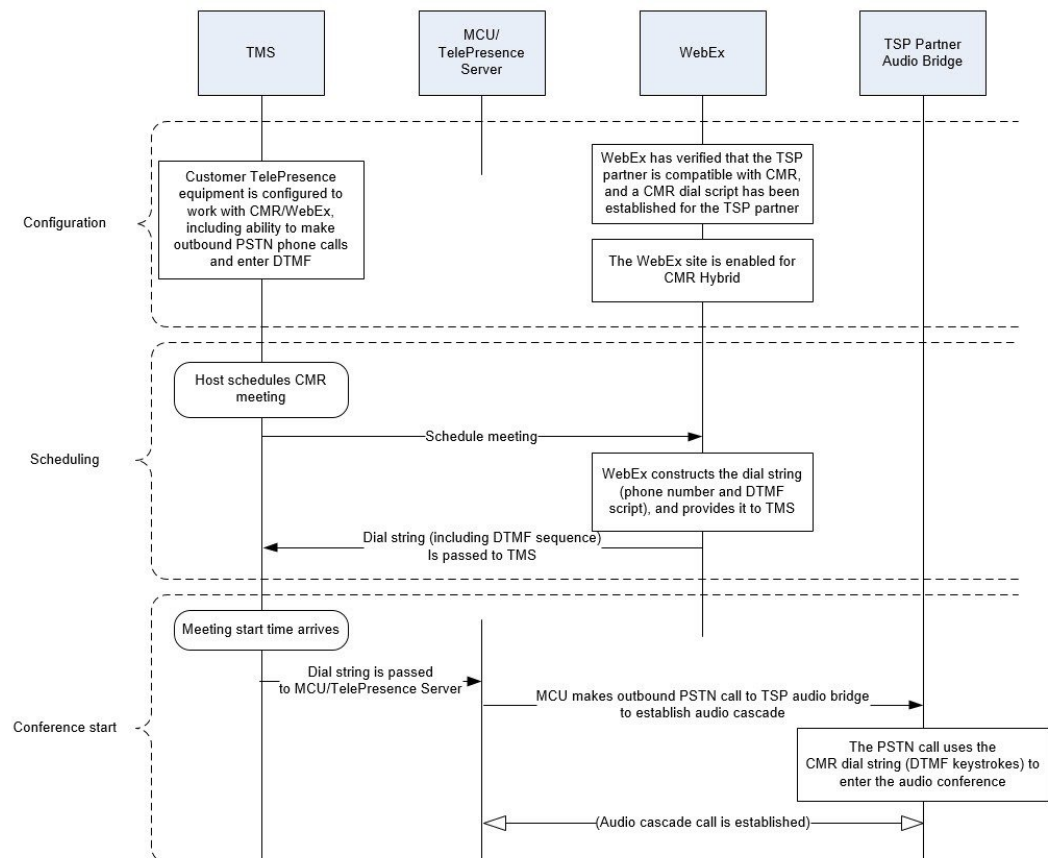 TMS
MCU/
TelePresence
Server
WebEx
TSP Partner
Audio Bridge
Configuration
Customer TelePresence
equipment is configured to
work with CMR/WebEx,
including ability to make
outbound PSTN phone calls
and enter DTMF
WebEx has verified that the TSP
partner is compatible with CMR,
and a CMR dial script has been
established for the TSP partner
The WebEx site is enabled for
CMR Hybrid
Scheduling
Host schedules CMR
meeting
Schedule meeting
WebEx constructs the dial string
(phone number and DTMF
script), and provides it to TMS
Dial string (including DTMF sequence)
Is passed to TMS
Conference start
Meeting start time arrives
Dial string is passed
to MCU/TelePresence Server
MCU makes outbound PSTN call to TSP audio bridge
to establish audio cascade
The PSTN call uses the
CMR dial string (DTMF keystrokes) to
enter the audio conference
(Audio cascade call is established)